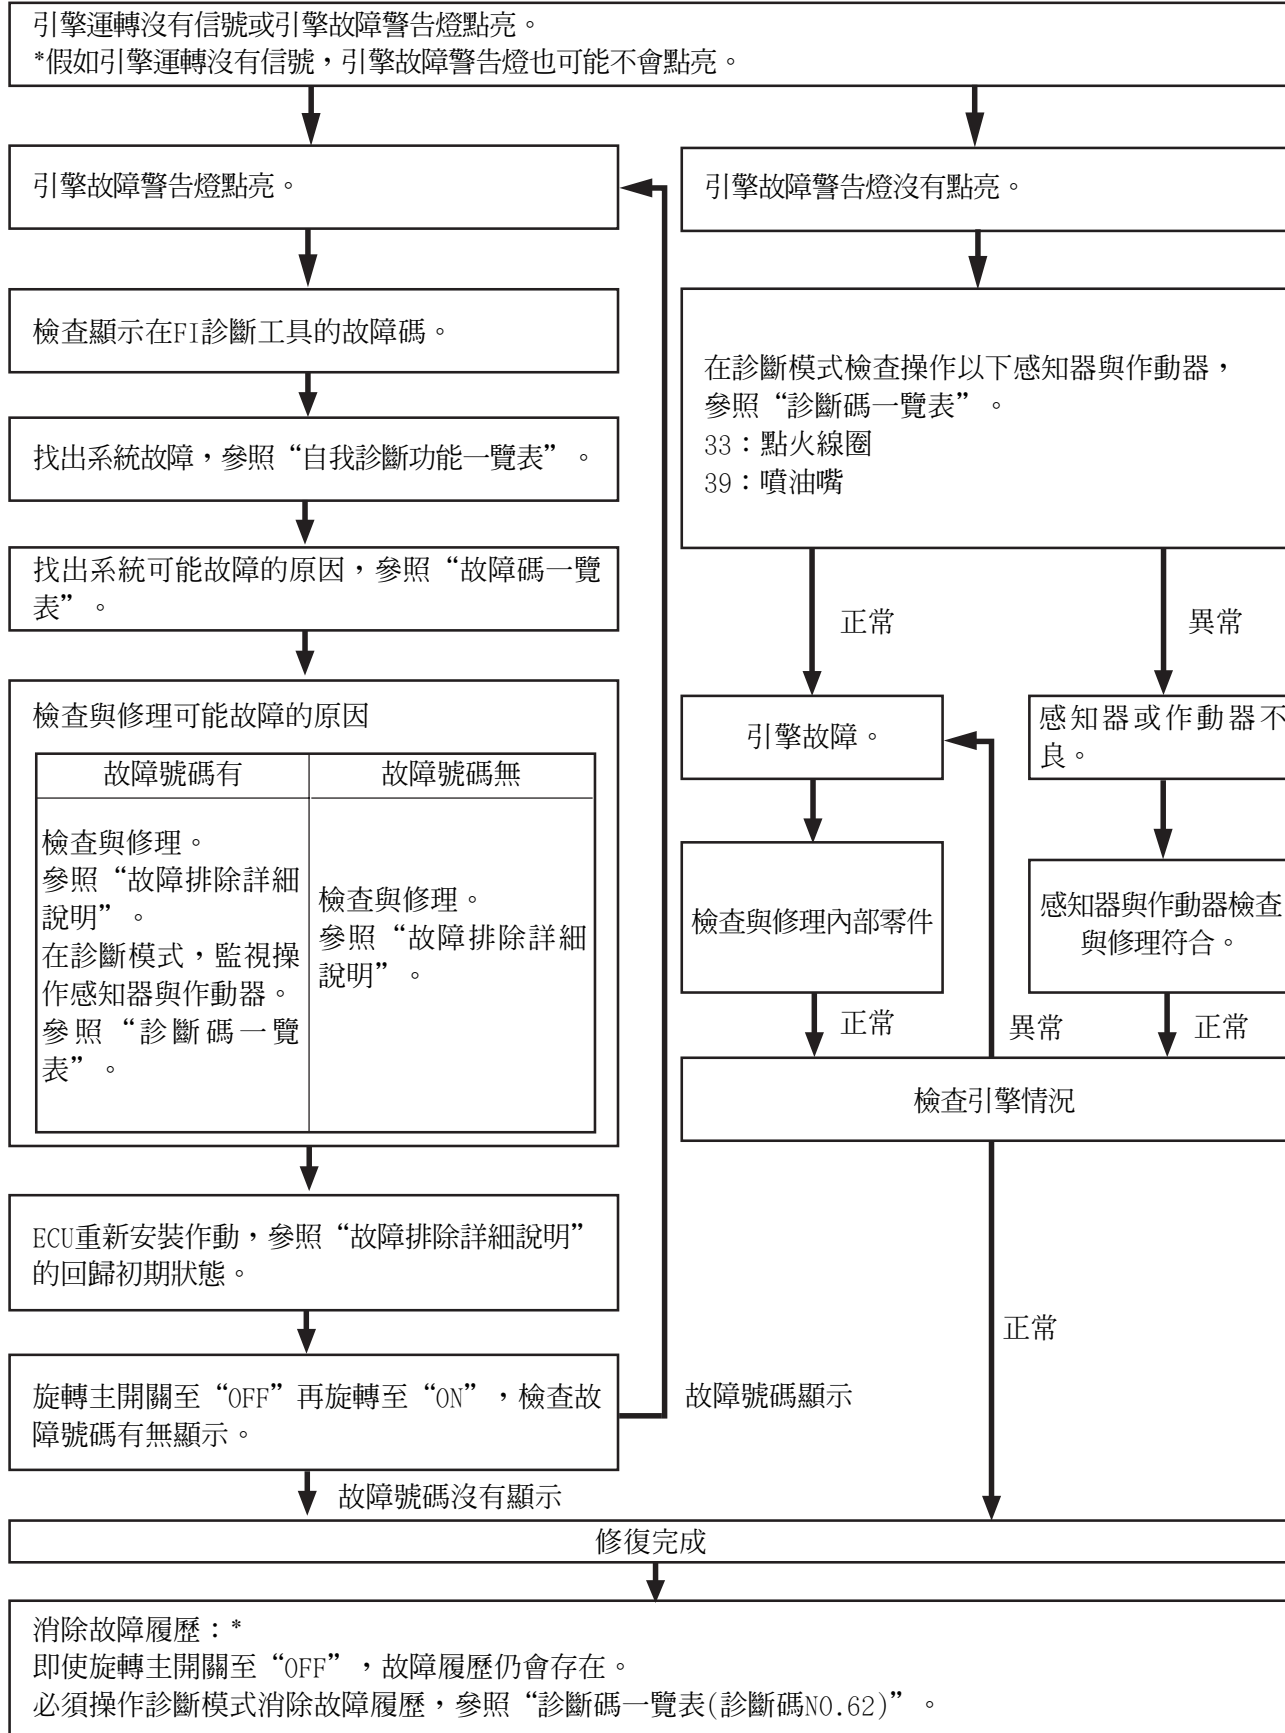 引擎運轉沒有信號或引擎故障警告燈點亮。
*假如引擎運轉沒有信號，引擎故障警告燈也可能不會點亮。
引擎故障警告燈點亮。
檢查顯示在FI診斷工具的故障碼。
找出系統故障，參照“自我診斷功能一覽表”。
找出系統可能故障的原因，參照“故障碼一覽
表”。
檢查與修理可能故障的原因
故障號碼有
檢查與修理。
參照“故障排除詳細
說明”。
在診斷模式，監視操
作感知器與作動器。
參照“診斷碼一覽
表”。
故障號碼無
檢查與修理。
參照“故障排除詳細
說明”。
ECU重新安裝作動，參照“故障排除詳細說明”
的回歸初期狀態。
旋轉主開關至“OFF”再旋轉至“ON”，檢查故
障號碼有無顯示。
故障號碼顯示
故障號碼沒有顯示
引擎故障警告燈沒有點亮。
在診斷模式檢查操作以下感知器與作動器，
參照“診斷碼一覽表”。
33：點火線圈
39：噴油嘴
正常
異常
引擎故障。
感知器或作動器不
良。
檢查與修理內部零件
感知器與作動器檢查
與修理符合。
正常
異常
正常
檢查引擎情況
正常
修復完成
消除故障履歷：*
即使旋轉主開關至“OFF”，故障履歷仍會存在。
必須操作診斷模式消除故障履歷，參照“診斷碼一覽表(診斷碼NO.62)”。